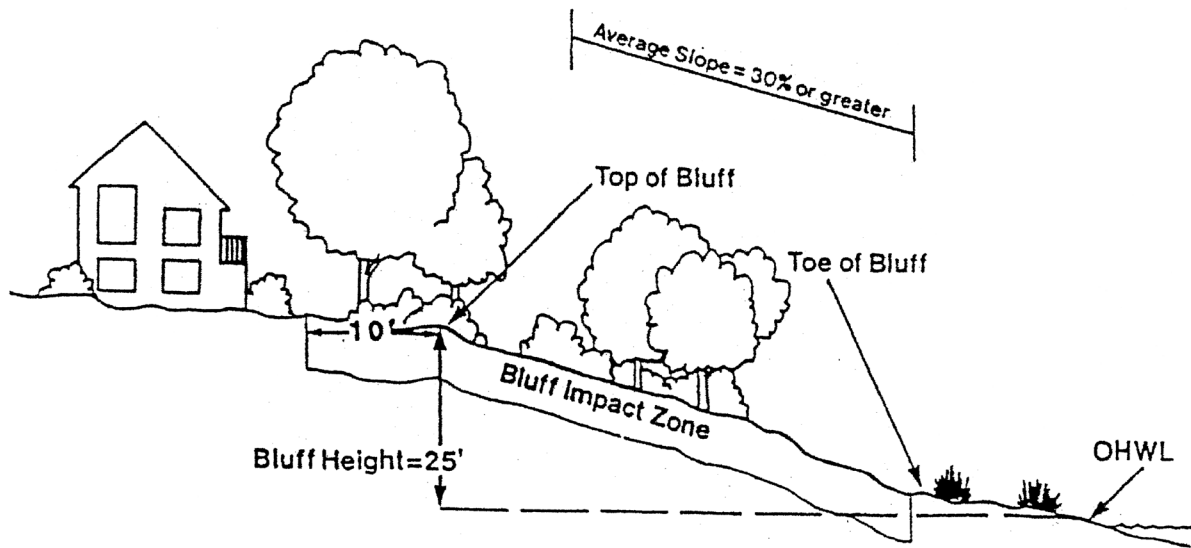 Average Slope = 30% or greater
Top of Bluff
Toe of Bluff
10'
Bluff Impact Zone
Bluff Height=25'
OHWL